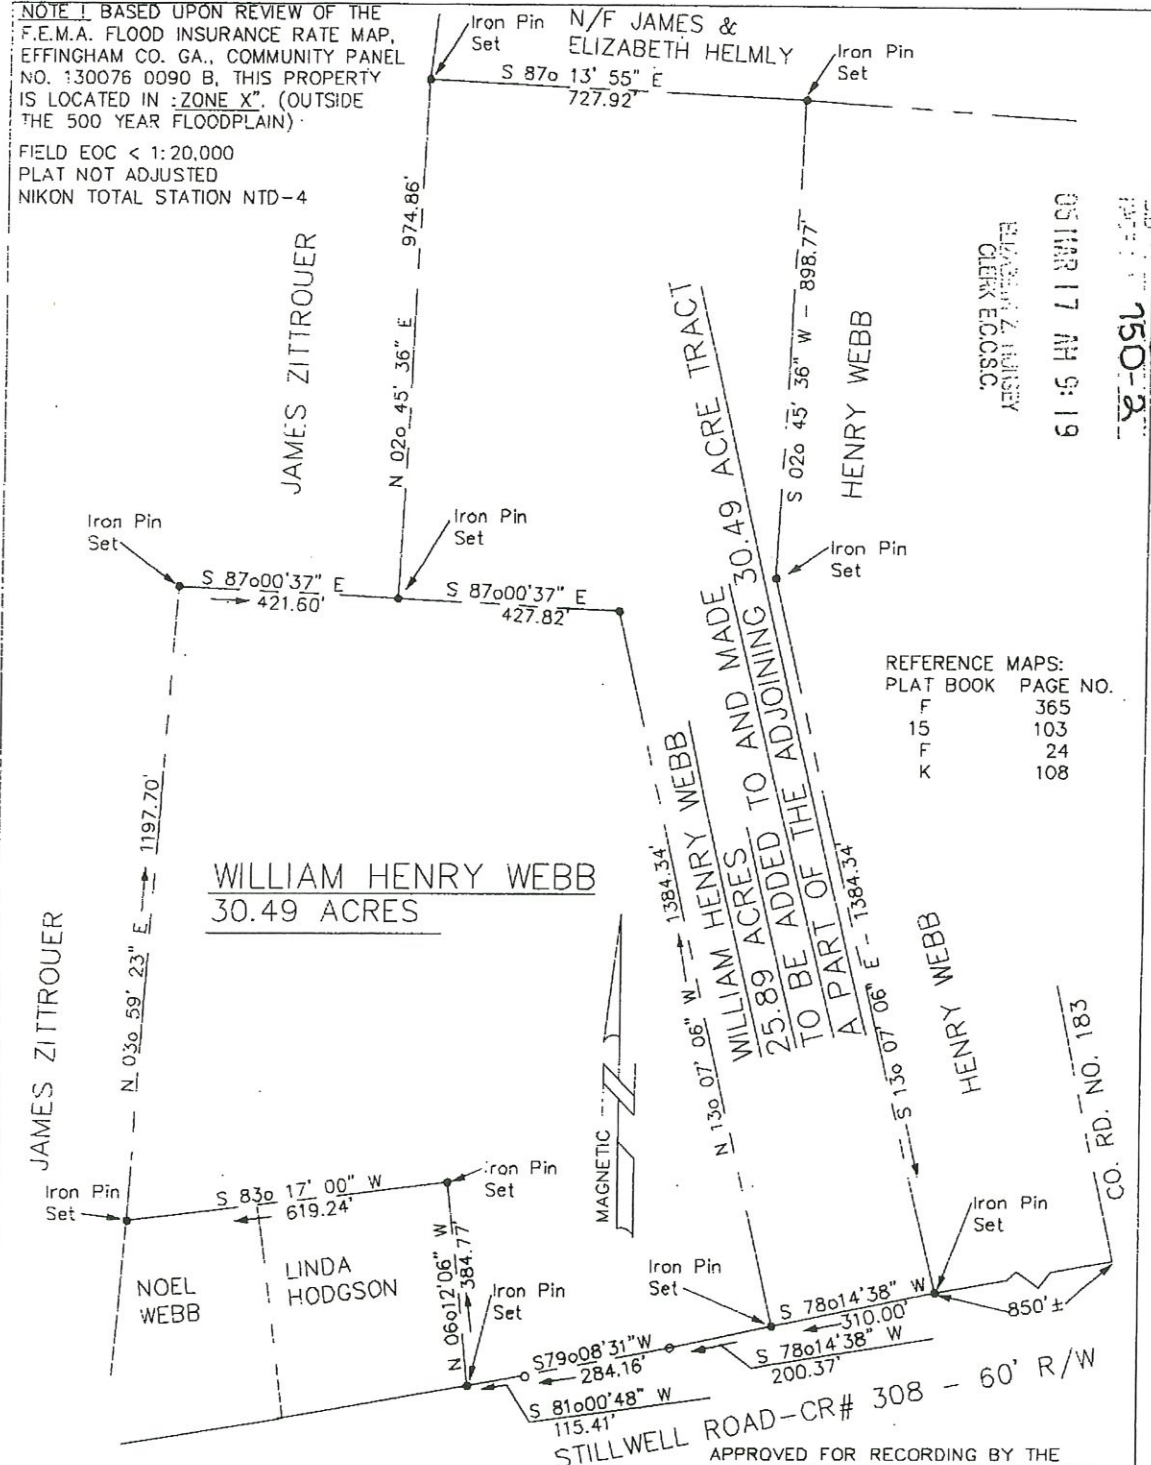 NOTE ! BASED UPON REVIEW OF THE
F.E.M.A. FLOOD INSURANCE RATE MAP,
EFFINGHAM CO. GA., COMMUNITY PANEL
NO. 130076 0090 B, THIS PROPERTY
IS LOCATED IN :ZONE X". (OUTSIDE
THE 500 YEAR FLOODPLAIN)
FIELD EOC < 1:20,000
PLAT NOT ADJUSTED
NIKON TOTAL STATION NTD-4
Iron Pin
Set
N/F JAMES &
ELIZABETH HELMLY
Iron Pin
Set
S 87o 13' 55" E
727.92'
750-2
05 MAR 17 AM 9:19
CLERK E.C.C.S.C.
N 02o 45' 36" E 974.86'
JAMES ZITTROUER
S 02o 45' 36" W - 898.77'
HENRY WEBB
Iron Pin
Set
Iron Pin
Set
Iron Pin
Set
S 87o00'37" E
421.60'
S 87o00'37" E
427.82'
REFERENCE MAPS:
PLAT BOOK PAGE NO.
F 365
15 103
F 24
K 108
WILLIAM HENRY WEBB
25.89 ACRES
TO BE ADDED TO AND MADE
A PART OF THE ADJOINING 30.49 ACRE TRACT
N 03o 59' 23" E 1197.70'
WILLIAM HENRY WEBB
30.49 ACRES
N 13o 07' 06" W 1384.34'
S 13o 07' 06" E - 1384.34'
JAMES ZITTROUER
HENRY WEBB
CO. RD. NO. 183
MAGNETIC
Iron Pin
Set
S 83o 17' 00" W
619.24'
Iron Pin
Set
NOEL
WEBB
LINDA
HODGSON
N 06o12'06" W
384.77'
Iron Pin
Set
Iron Pin
Set
Iron Pin
Set
S 78o14'38" W
310.00'
850'±
S79o08'31"W
284.16'
S 78o14'38" W
200.37'
S 81o00'48" W
115.41'
STILLWELL ROAD-CR# 308 - 60' R/W
APPROVED FOR RECORDING BY THE